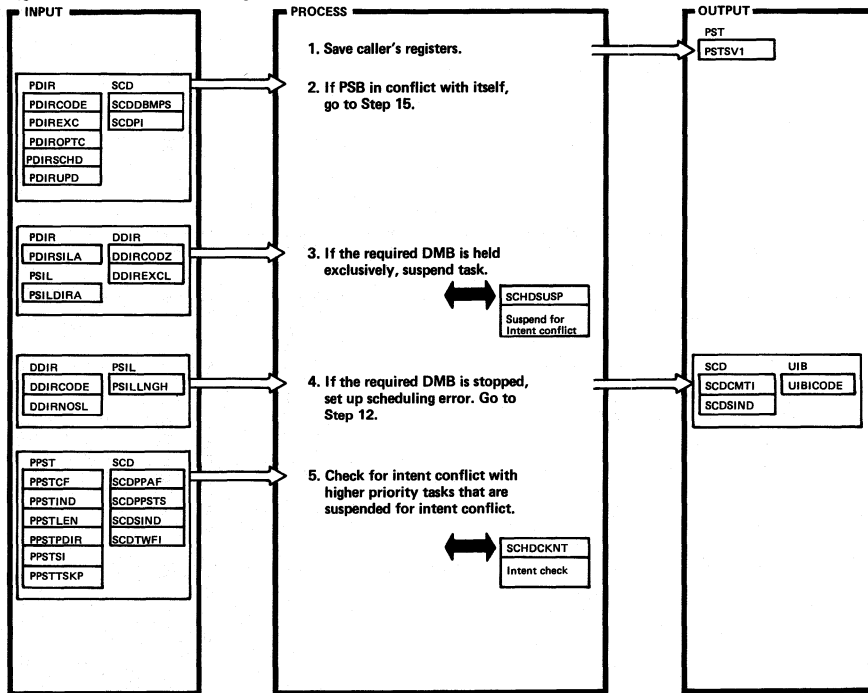 INPUT
PROCESS
OUTPUT
1. Save caller's registers.
PST
PSTSV1
PDIR SCD
PDIRCODE SCDDBMPS
PDIREXC SCDPI
PDIROPTC
PDIRSCHD
PDIRUPD
2. If PSB in conflict with itself,
go to Step 15.
PDIR DDIR
PDIRSILA DDIRCODZ
PSIL DDIREXCL
PSILDIRA
3. If the required DMB is held
exclusively, suspend task.
SCHDSUSP
Suspend for
Intent conflict
DDIR PSIL
DDIRCODE PSILLNGH
DDIRNOSL
4. If the required DMB is stopped,
set up scheduling error. Go to
Step 12.
SCD UIB
SCDCMTI UIBICODE
SCDSIND
PPST SCD
PPSTCF SCDPPAF
PPSTIND SCDPPSTS
PPSTLEN SCDSIND
PPSTPDIR SCDTWFI
PPSTSI
PPSTTSKP
5. Check for intent conflict with
higher priority tasks that are
suspended for intent conflict.
SCHDCKNT
Intent check